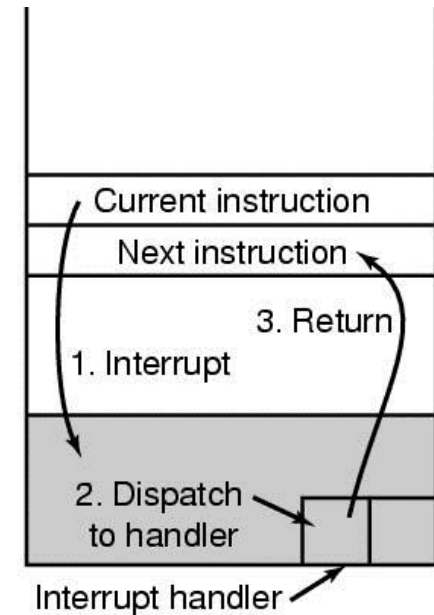 Current instruction
Next instruction
3. Return
1. Interrupt
2. Dispatch
to handler
Interrupt handler